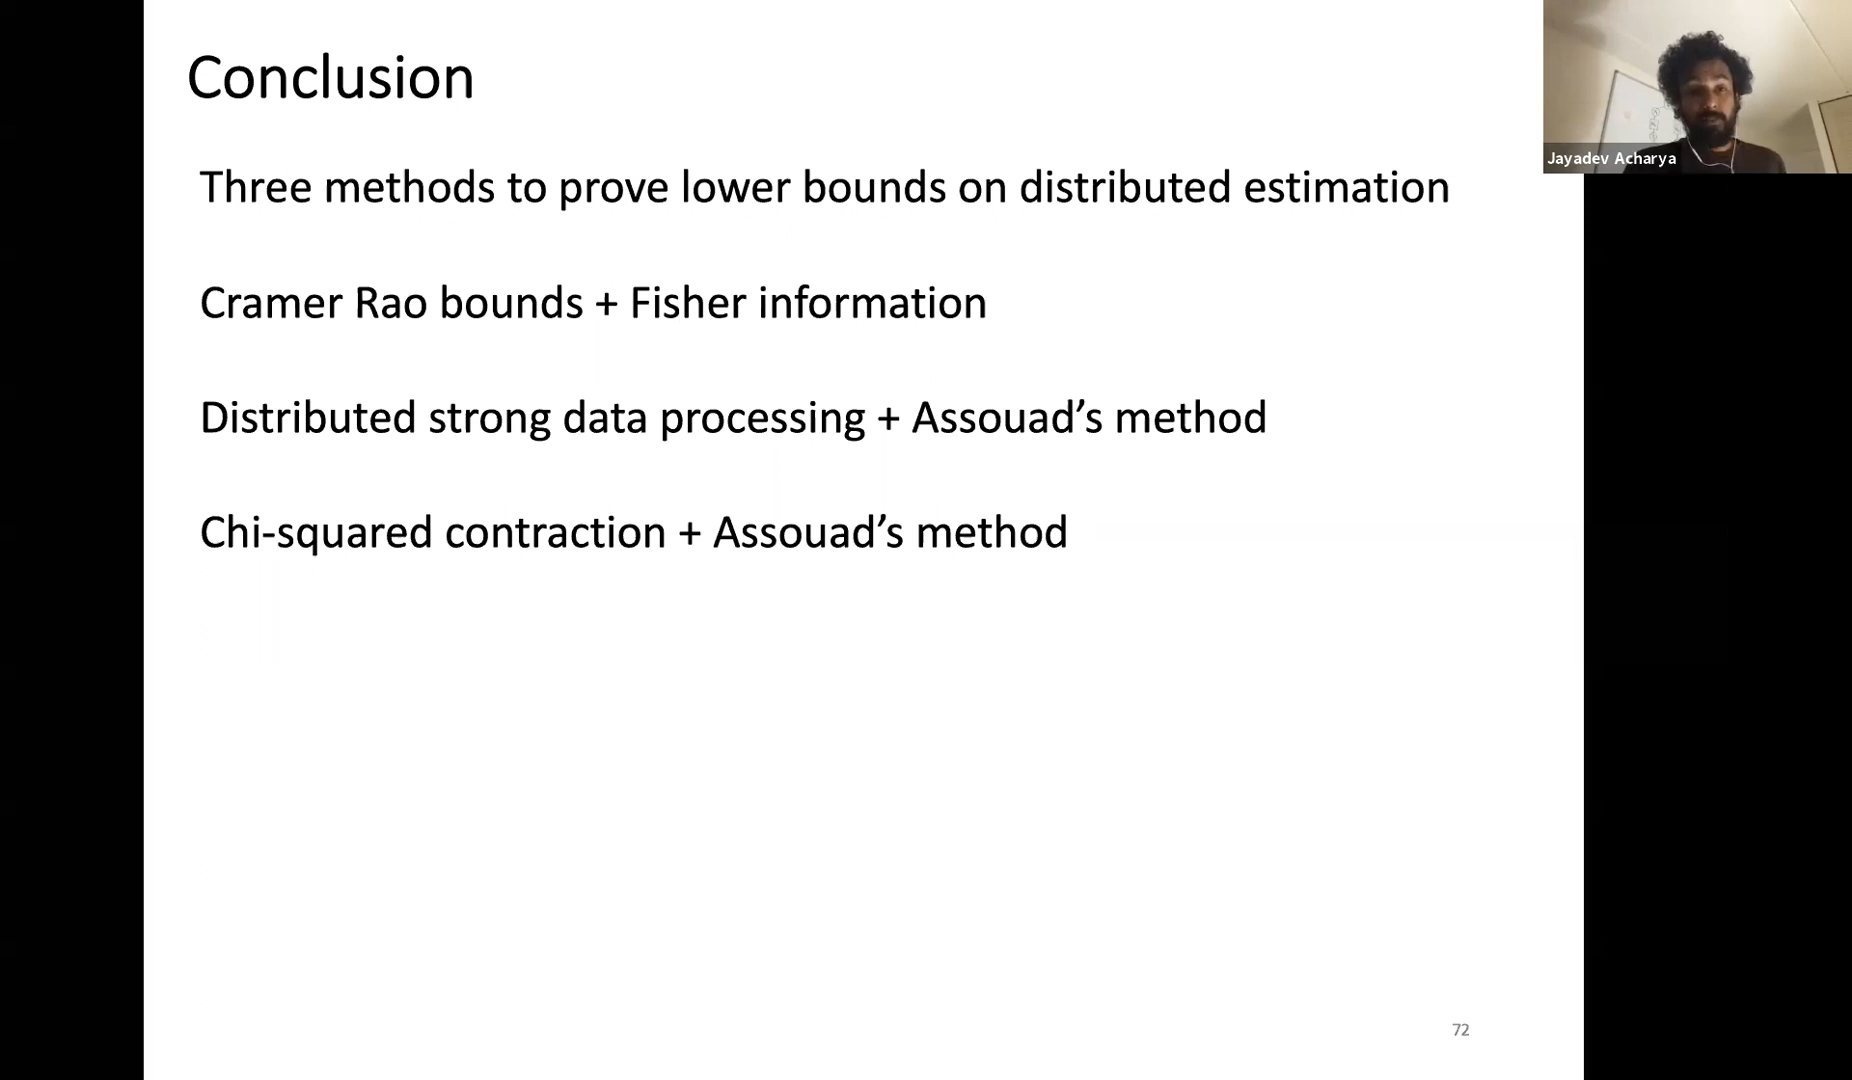 Conclusion
Jayadev Acharya
Three methods to prove lower bounds on distributed estimation
Cramer Rao bounds + Fisher information
Distributed strong data processing + Assouad’s method
Chi-squared contraction + Assouad’s method
72